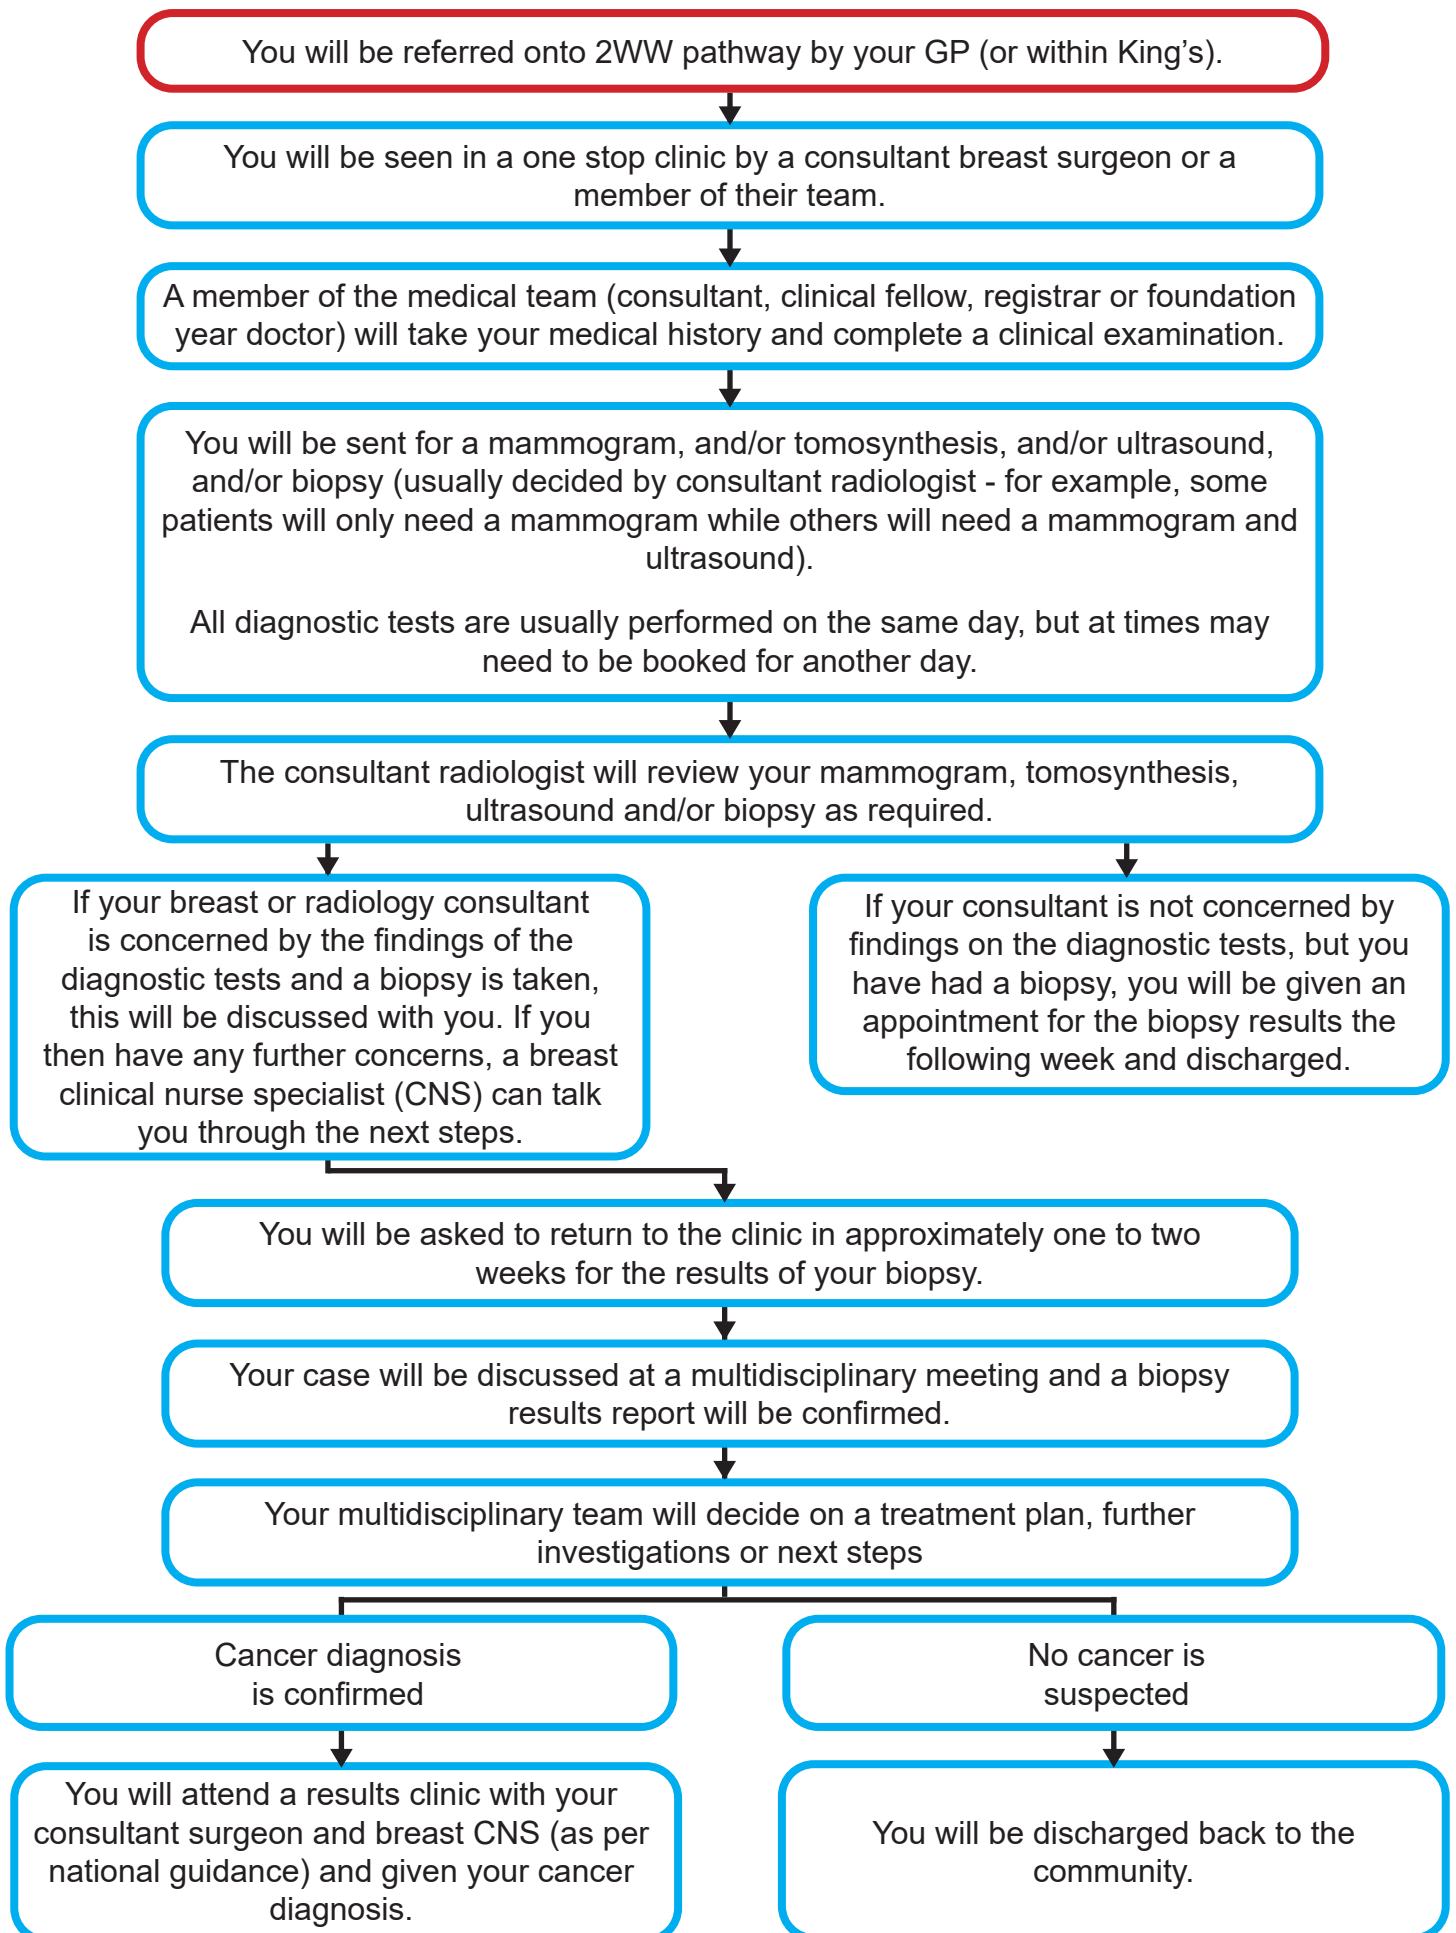 You will be referred onto 2WW pathway by your GP (or within King’s).
You will be seen in a one stop clinic by a consultant breast surgeon or a
member of their team.
A member of the medical team (consultant, clinical fellow, registrar or foundation
year doctor) will take your medical history and complete a clinical examination.
You will be sent for a mammogram, and/or tomosynthesis, and/or ultrasound,
and/or biopsy (usually decided by consultant radiologist - for example, some
patients will only need a mammogram while others will need a mammogram and
ultrasound).
All diagnostic tests are usually performed on the same day, but at times may
need to be booked for another day.
The consultant radiologist will review your mammogram, tomosynthesis,
ultrasound and/or biopsy as required.
If your breast or radiology consultant
is concerned by the findings of the
diagnostic tests and a biopsy is taken,
this will be discussed with you. If you
then have any further concerns, a breast
clinical nurse specialist (CNS) can talk
you through the next steps.
If your consultant is not concerned by
findings on the diagnostic tests, but you
have had a biopsy, you will be given an
appointment for the biopsy results the
following week and discharged.
You will be asked to return to the clinic in approximately one to two
weeks for the results of your biopsy.
Your case will be discussed at a multidisciplinary meeting and a biopsy
results report will be confirmed.
Your multidisciplinary team will decide on a treatment plan, further
investigations or next steps
Cancer diagnosis
is confirmed
No cancer is
suspected
You will attend a results clinic with your
consultant surgeon and breast CNS (as per
national guidance) and given your cancer
diagnosis.
You will be discharged back to the
community.